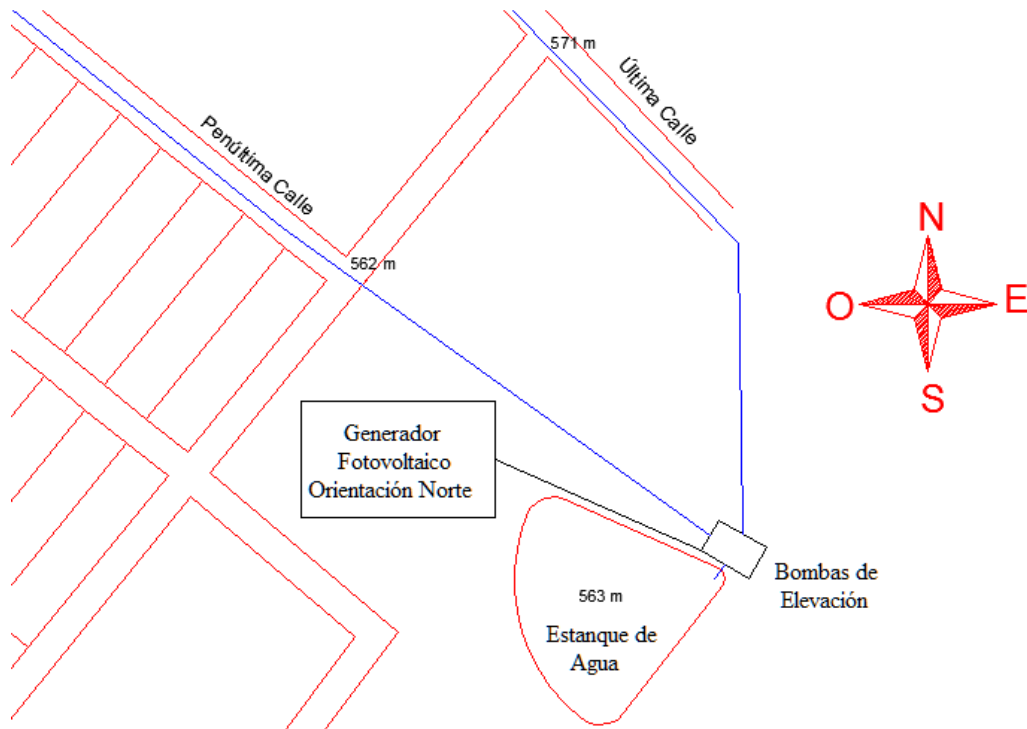 571 m
Última Calle
Penúltima Calle
562 m
N
O
E
S
Generador
Fotovoltaico
Orientación Norte
Bombas de
Elevación
563 m
Estanque de
Agua